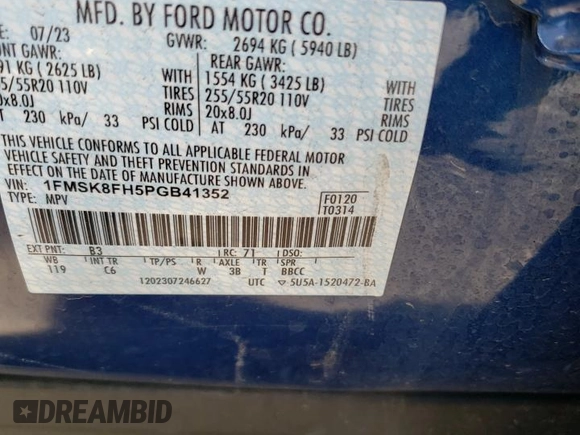 MFD. BY FORD MOTOR CO.
07/23 GVWR: 2694 KG ( 5940 LB)
GAWR: REAR GAWR:
KG ( 2625 LB) WITH 1554 KG ( 3425 LB) WITH
/55R20 110V TIRES 255/55R20 110V TIRES
x8.0J RIMS 20x8.0J RIMS
AT 230 kPa/ 33 PSI COLD AT 230 kPa/ 33 PSI COLD
THIS VEHICLE CONFORMS TO ALL APPLICABLE FEDERAL MOTOR
VEHICLE SAFETY AND THEFT PREVENTION STANDARDS IN
EFFECT ON THE DATE OF MANUFACTURE SHOWN ABOVE.
VIN: 1FMSK8FH5PGB41352 F0120
TYPE: MPV T0314
EXT PNT: B3 RC: 71 DSO:
WB INT TR TP/PS R AXLE TR SPR
119 C6 W 3B T BBCC
1202307246627 UTC 5U5A-1520472-BA
DREAMBID